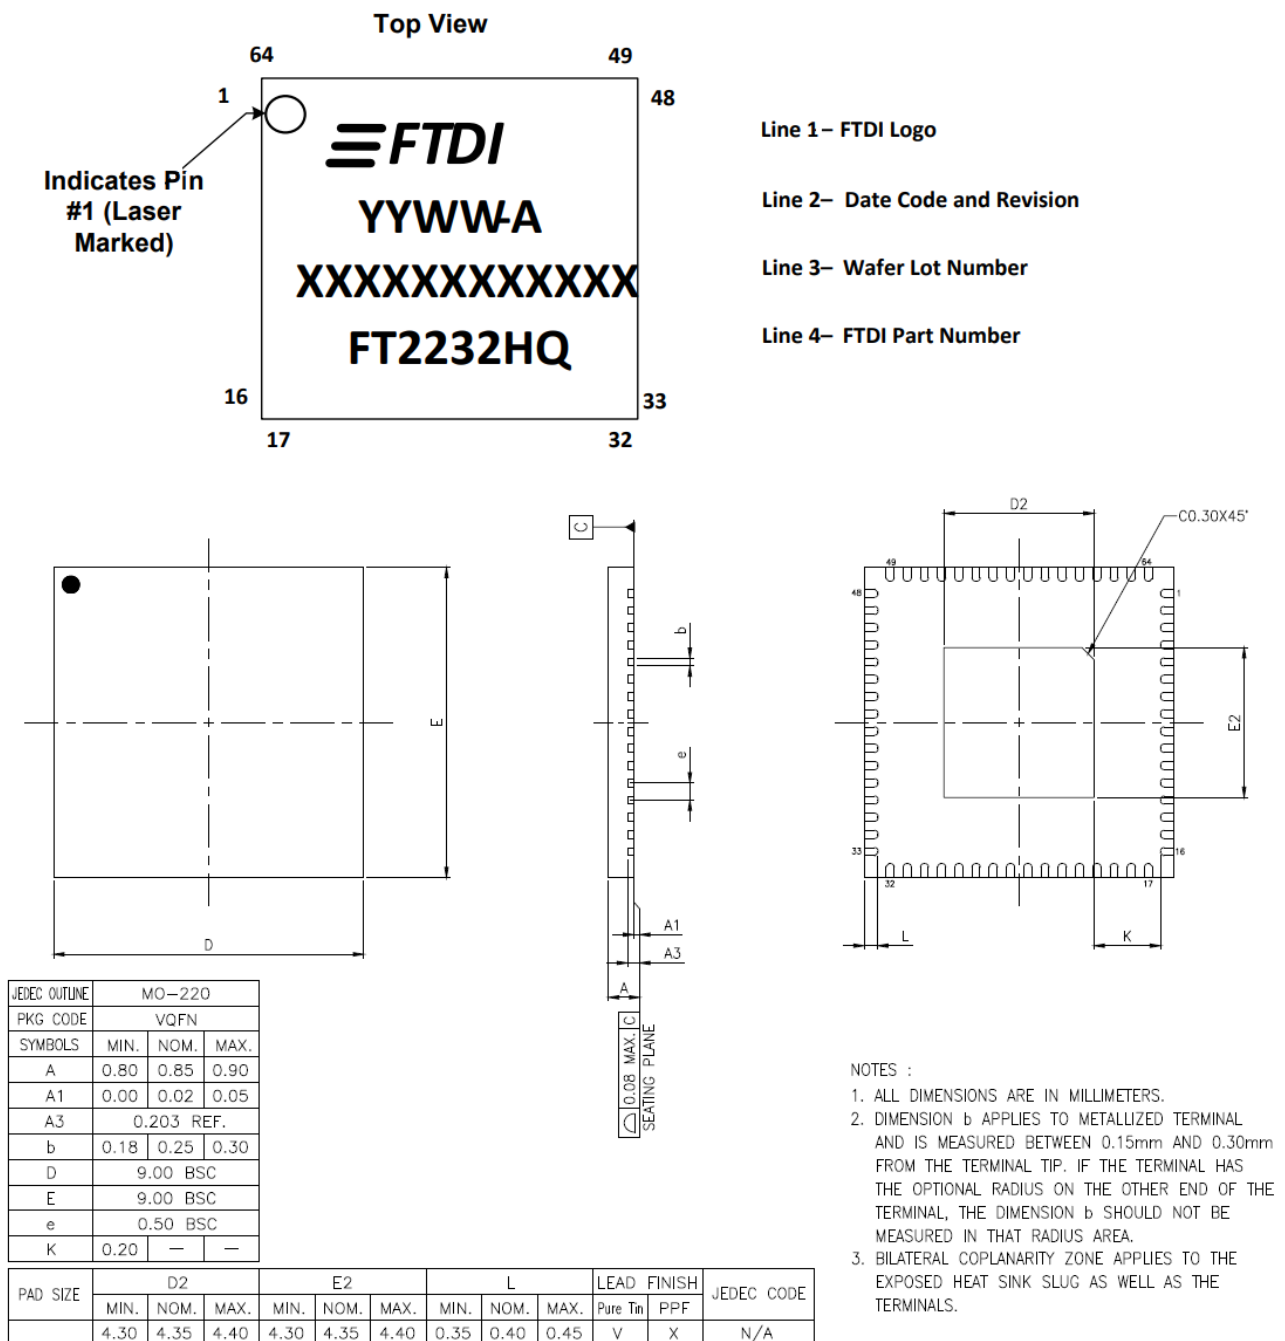 Top View
64 49
1 48
Indicates Pin
#1 (Laser
Marked)
FTDI
YYWW-A
XXXXXXXXXXXX
FT2232HQ
16 33
17 32
Line 1– FTDI Logo
Line 2– Date Code and Revision
Line 3– Wafer Lot Number
Line 4– FTDI Part Number
E
D
C
b
e
A1
A3
A
0.08 MAX. C
SEATING PLANE
D2
C0.30X45°
49 64
48 1
E2
33 16
32 17
L K
JEDEC OUTLINE MO-220
PKG CODE VQFN
SYMBOLS MIN. NOM. MAX.
A 0.80 0.85 0.90
A1 0.00 0.02 0.05
A3 0.203 REF.
b 0.18 0.25 0.30
D 9.00 BSC
E 9.00 BSC
e 0.50 BSC
K 0.20 — —
PAD SIZE D2 E2 L LEAD FINISH JEDEC CODE
MIN. NOM. MAX. MIN. NOM. MAX. MIN. NOM. MAX. Pure Tin PPF
4.30 4.35 4.40 4.30 4.35 4.40 0.35 0.40 0.45 V X N/A
NOTES :
1. ALL DIMENSIONS ARE IN MILLIMETERS.
2. DIMENSION b APPLIES TO METALLIZED TERMINAL
AND IS MEASURED BETWEEN 0.15mm AND 0.30mm
FROM THE TERMINAL TIP. IF THE TERMINAL HAS
THE OPTIONAL RADIUS ON THE OTHER END OF THE
TERMINAL, THE DIMENSION b SHOULD NOT BE
MEASURED IN THAT RADIUS AREA.
3. BILATERAL COPLANARITY ZONE APPLIES TO THE
EXPOSED HEAT SINK SLUG AS WELL AS THE
TERMINALS.